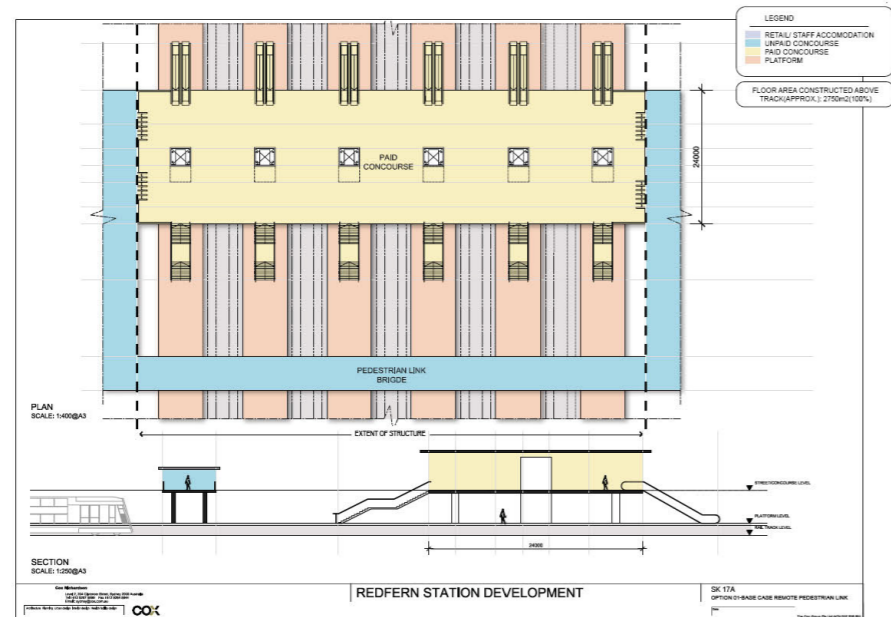 LEGEND
RETAIL/ STAFF ACCOMODATION
UNPAID CONCOURSE
PAID CONCOURSE
PLATFORM
FLOOR AREA CONSTRUCTED ABOVE
TRACK(APPROX.): 2750m2(100%)
PAID
CONCOURSE
24000
PEDESTRIAN LINK
BRIGDE
PLAN
SCALE: 1:400@A3
EXTENT OF STRUCTURE
STREET/CONCOURSE LEVEL
PLATFORM LEVEL
RAIL TRACK LEVEL
24000
SECTION
SCALE: 1:250@A3
COX
REDFERN STATION DEVELOPMENT
SK 17A
OPTION 01-BASE CASE REMOTE PEDESTRIAN LINK